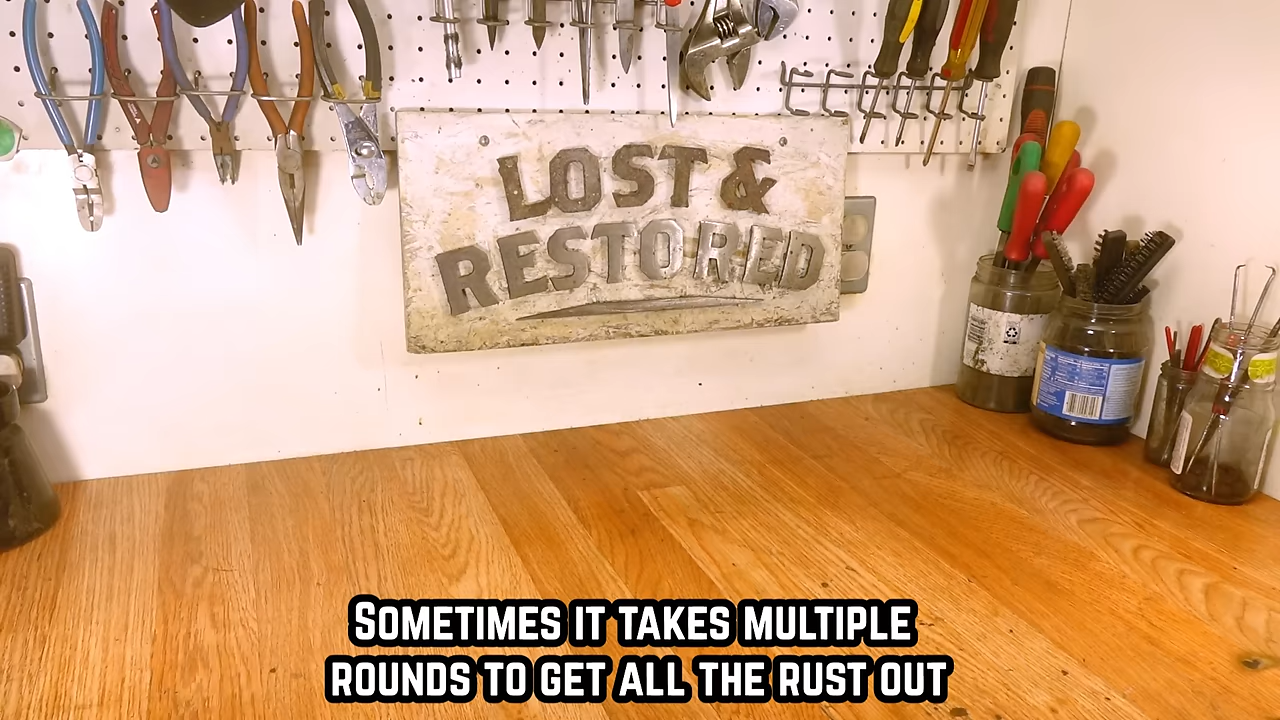 LOST &
RESTORED
SOMETIMES IT TAKES MULTIPLE
ROUNDS TO GET ALL THE RUST OUT